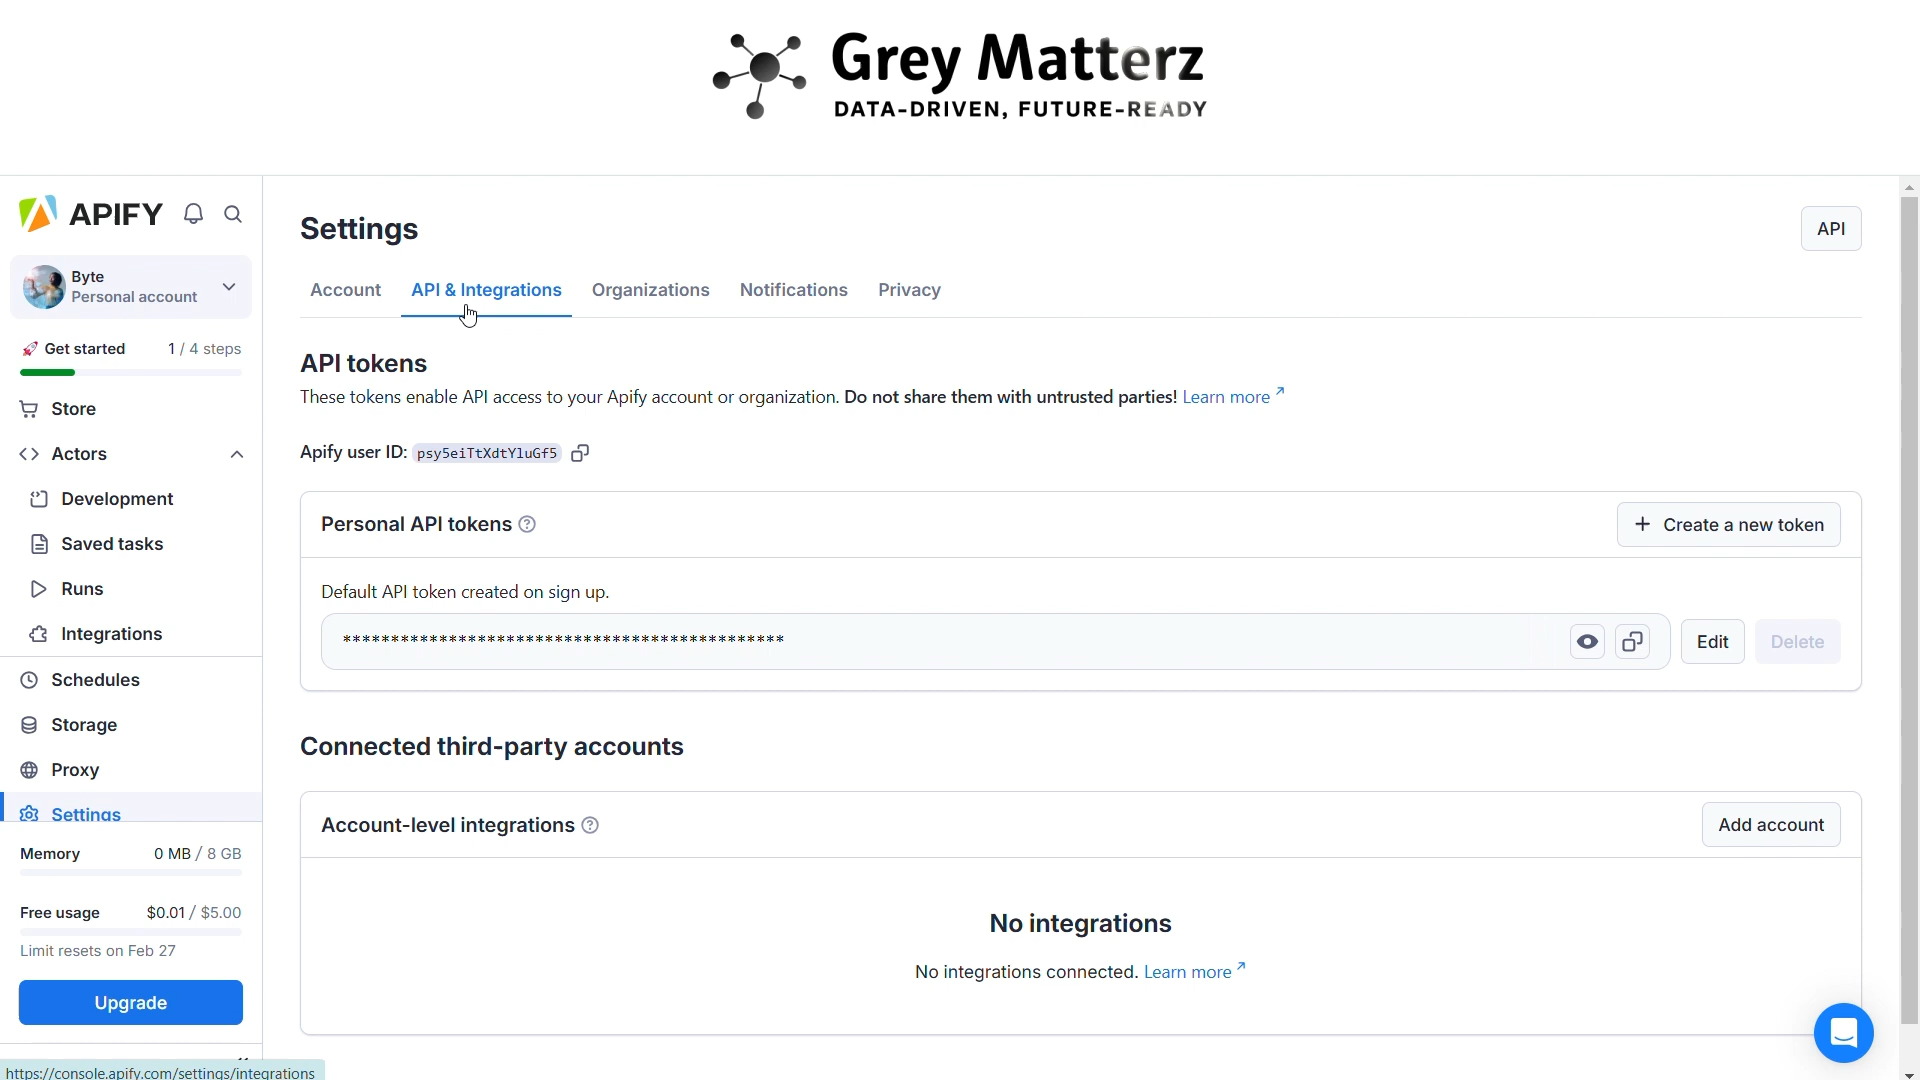 Grey Matterz
DATA-DRIVEN, FUTURE-READY
APIFY
Byte
Personal account
Get started 1 / 4 steps
Store
Actors
Development
Saved tasks
Runs
Integrations
Schedules
Storage
Proxy
Settings
Memory 0 MB / 8 GB
Free usage $0.01 / $5.00
Limit resets on Feb 27
Upgrade
https://console.apify.com/settings/integrations
Settings
API
Account API & Integrations Organizations Notifications Privacy
API tokens
These tokens enable API access to your Apify account or organization. Do not share them with untrusted parties! Learn more
Apify user ID: psy5eiTtXdtYluGf5
Personal API tokens
+ Create a new token
Default API token created on sign up.
**********************************************
Edit Delete
Connected third-party accounts
Account-level integrations
Add account
No integrations
No integrations connected. Learn more